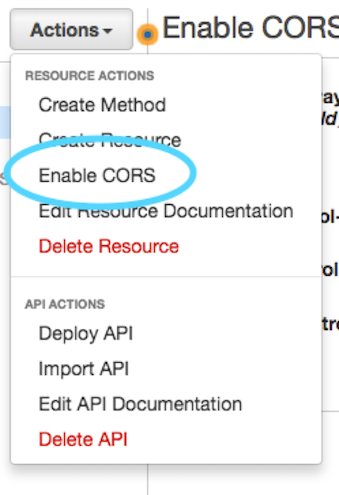 Actions
Enable CORS
RESOURCE ACTIONS
Create Method
Create Resource
Enable CORS
Edit Resource Documentation
Delete Resource
API ACTIONS
Deploy API
Import API
Edit API Documentation
Delete API